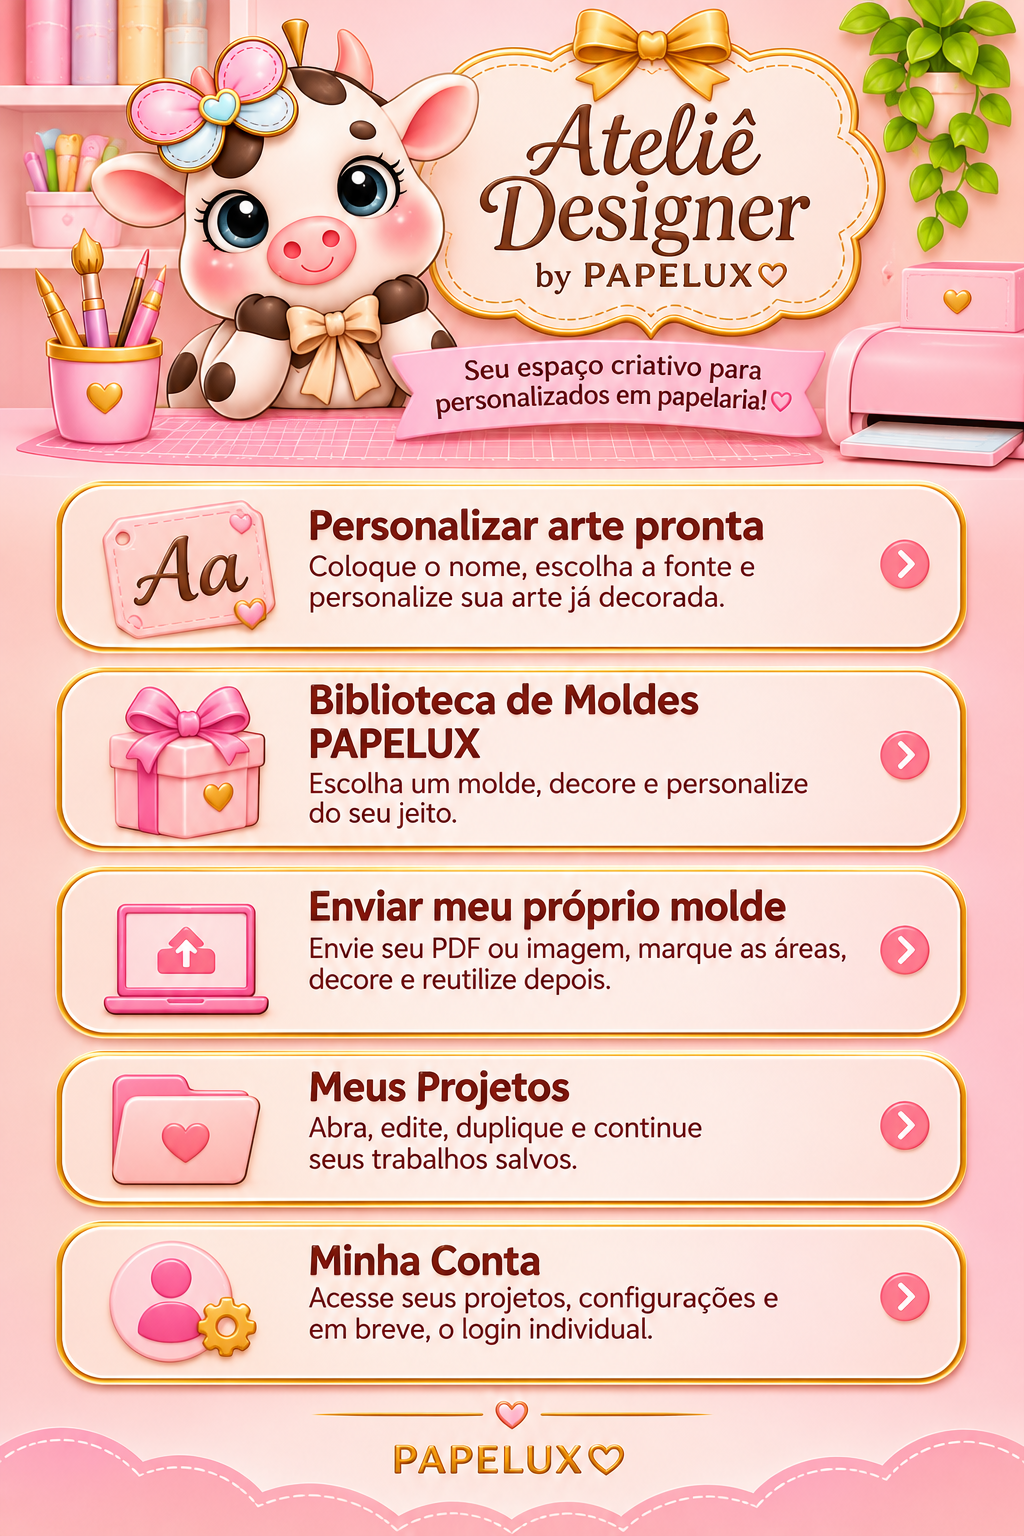 Ateliê
Designer
by PAPELUX♡
Seu espaço criativo para
personalizados em papelaria!♡
Aa
Personalizar arte pronta
Coloque o nome, escolha a fonte e
personalize sua arte já decorada.
Biblioteca de Moldes
PAPELUX
Escolha um molde, decore e personalize
do seu jeito.
Enviar meu próprio molde
Envie seu PDF ou imagem, marque as áreas,
decore e reutilize depois.
Meus Projetos
Abra, edite, duplique e continue
seus trabalhos salvos.
Minha Conta
Acesse seus projetos, configurações e
em breve, o login individual.
PAPELUX♡